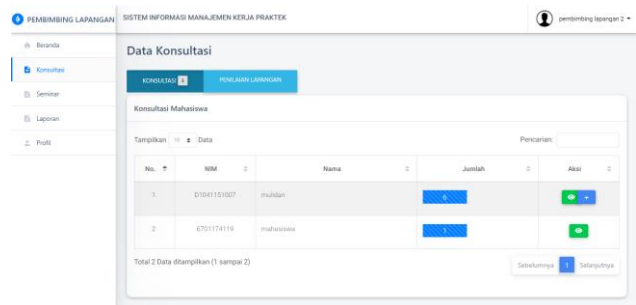 PEMBIMBING LAPANGAN
SISTEM INFORMASI MANAJEMEN KERJA PRAKTEK
pembimbing lapangan 2
Beranda
Konsultasi
Seminar
Laporan
Profil
Data Konsultasi
KONSULTASI
PENILAIAN LAPANGAN
Konsultasi Mahasiswa
Tampilkan 10 Data
Pencarian:
No. NIM Nama Jumlah Aksi
1. D1041151007 mulidan 6 +
2 6701174119 mahasiswa 1
Total 2 Data ditampilkan (1 sampai 2)
Sebelumnya 1 Selanjutnya